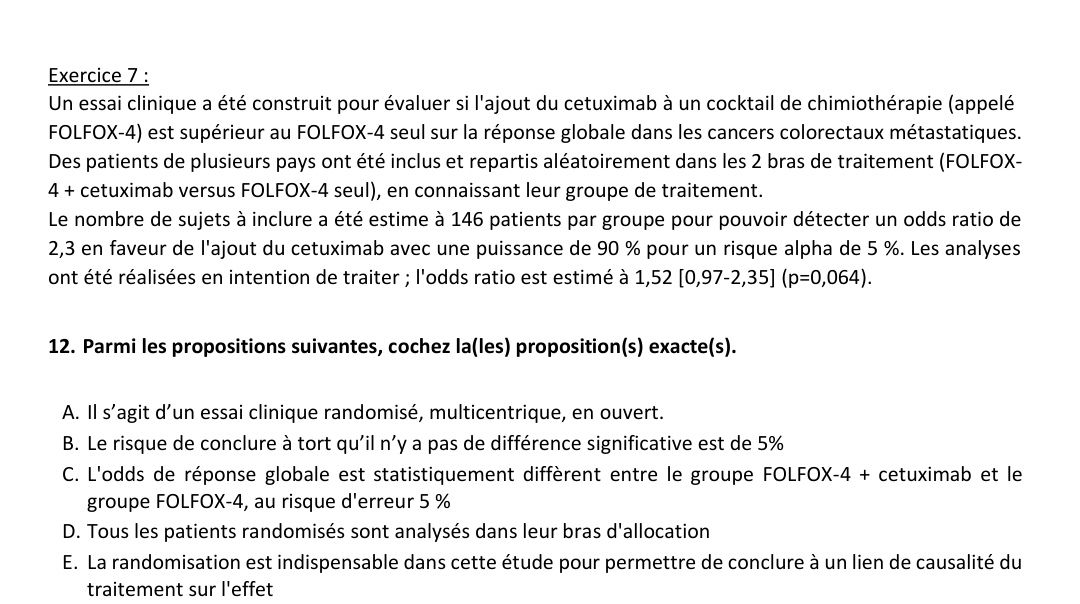 Exercice 7 :
Un essai clinique a été construit pour évaluer si l'ajout du cetuximab à un cocktail de chimiothérapie (appelé
FOLFOX-4) est supérieur au FOLFOX-4 seul sur la réponse globale dans les cancers colorectaux métastatiques.
Des patients de plusieurs pays ont été inclus et repartis aléatoirement dans les 2 bras de traitement (FOLFOX-
4 + cetuximab versus FOLFOX-4 seul), en connaissant leur groupe de traitement.
Le nombre de sujets à inclure a été estime à 146 patients par groupe pour pouvoir détecter un odds ratio de
2,3 en faveur de l'ajout du cetuximab avec une puissance de 90 % pour un risque alpha de 5 %. Les analyses
ont été réalisées en intention de traiter ; l'odds ratio est estimé à 1,52 [0,97-2,35] (p=0,064).
12. Parmi les propositions suivantes, cochez la(les) proposition(s) exacte(s).
A. Il s’agit d’un essai clinique randomisé, multicentrique, en ouvert.
B. Le risque de conclure à tort qu’il n’y a pas de différence significative est de 5%
C. L'odds de réponse globale est statistiquement diffèrent entre le groupe FOLFOX-4 + cetuximab et le
groupe FOLFOX-4, au risque d'erreur 5 %
D. Tous les patients randomisés sont analysés dans leur bras d'allocation
E. La randomisation est indispensable dans cette étude pour permettre de conclure à un lien de causalité du
traitement sur l'effet